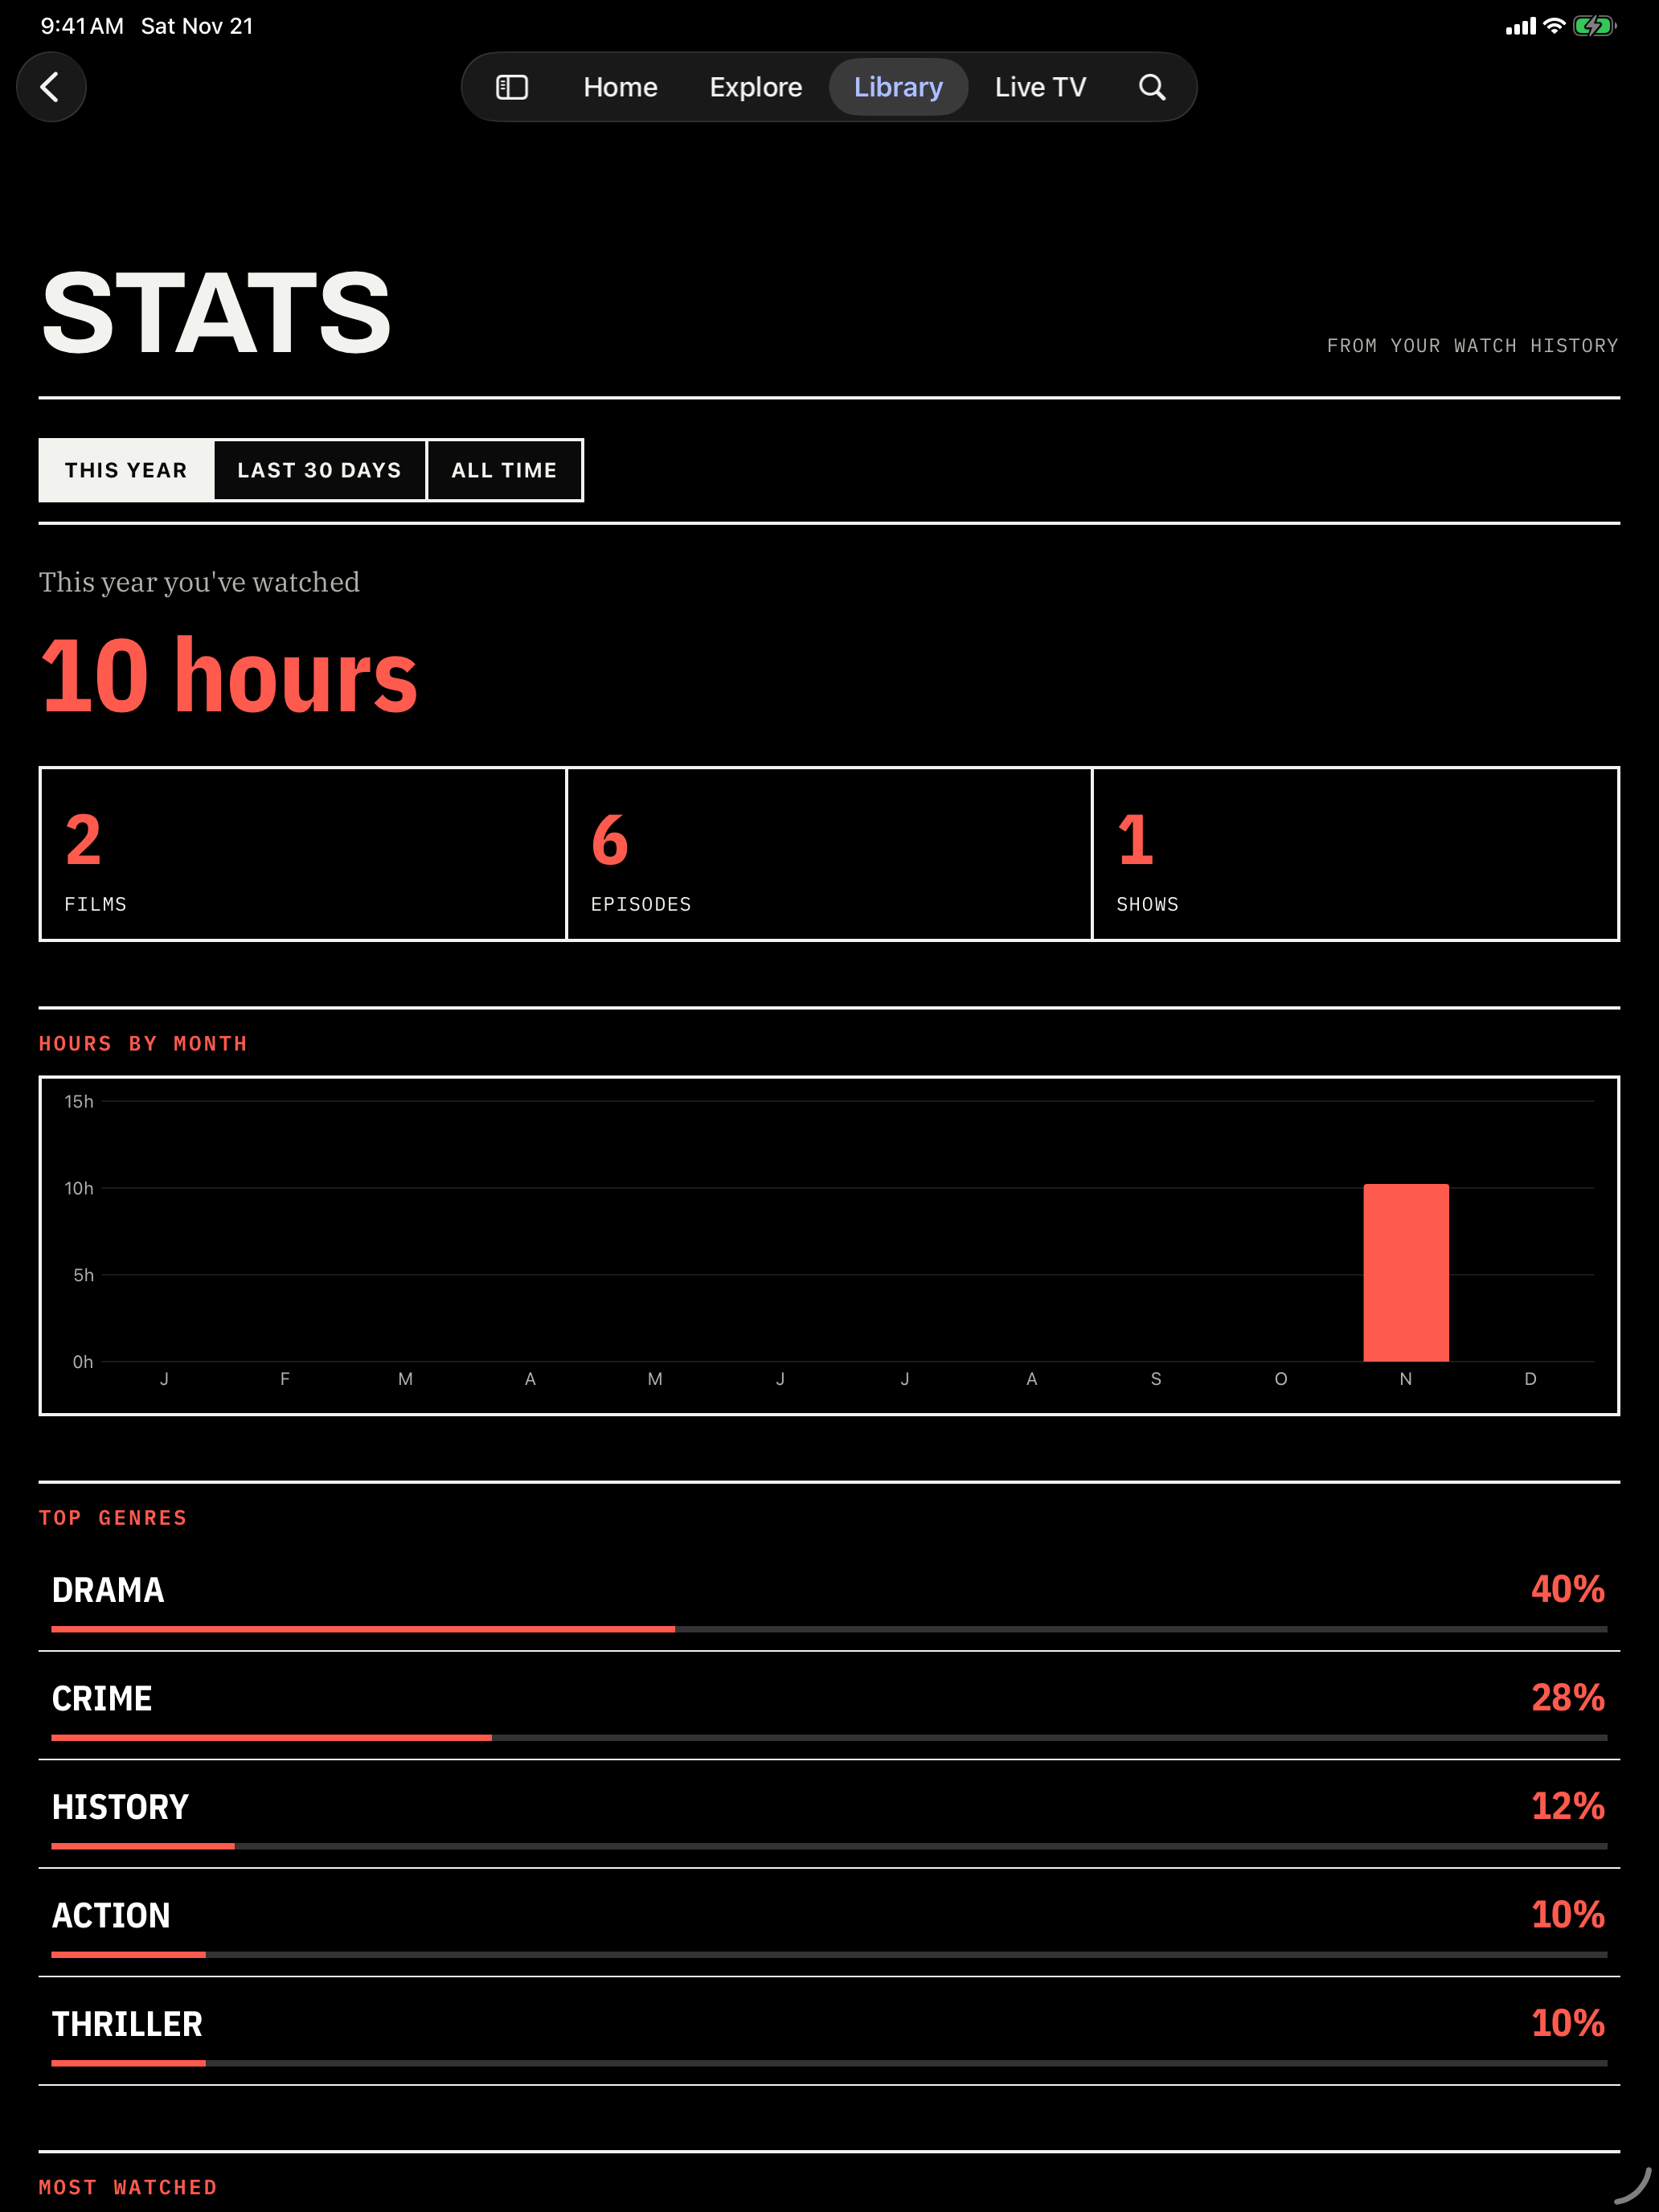 9:41 AM Sat Nov 21
Home Explore Library Live TV
STATS
FROM YOUR WATCH HISTORY
THIS YEAR LAST 30 DAYS ALL TIME
This year you've watched
10 hours
2 6 1
FILMS EPISODES SHOWS
HOURS BY MONTH
15h
10h
5h
0h
J F M A M J J A S O N D
TOP GENRES
DRAMA 40%
CRIME 28%
HISTORY 12%
ACTION 10%
THRILLER 10%
MOST WATCHED